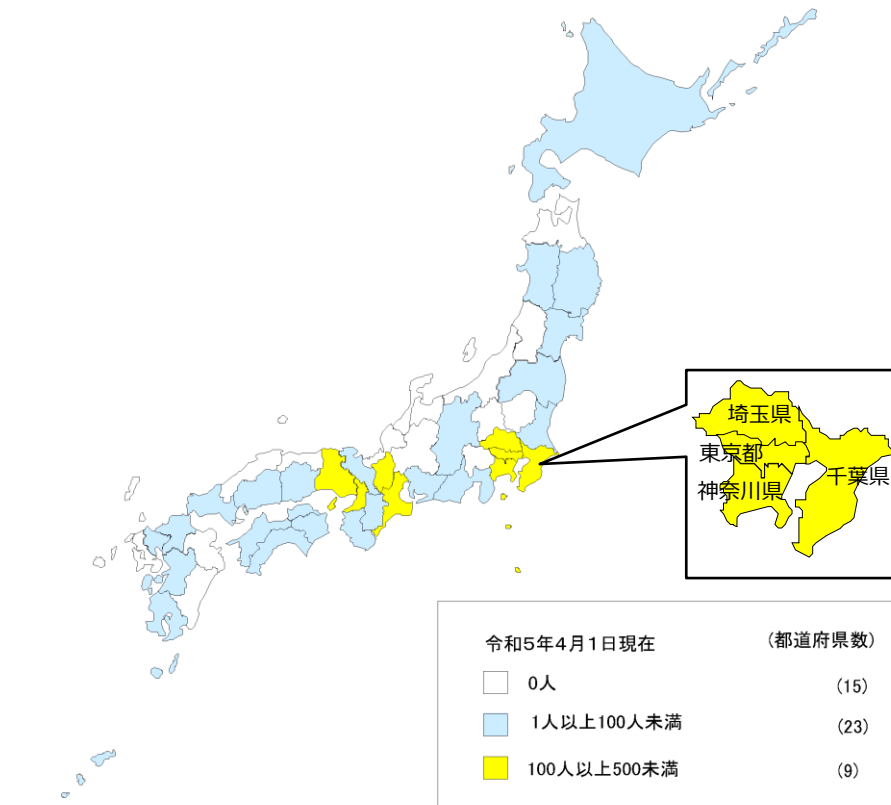 埼玉県
東京都
千葉県
神奈川県
令和5年4月1日現在 (都道府県数)
0人 (15)
1人以上100人未満 (23)
100人以上500未満 (9)